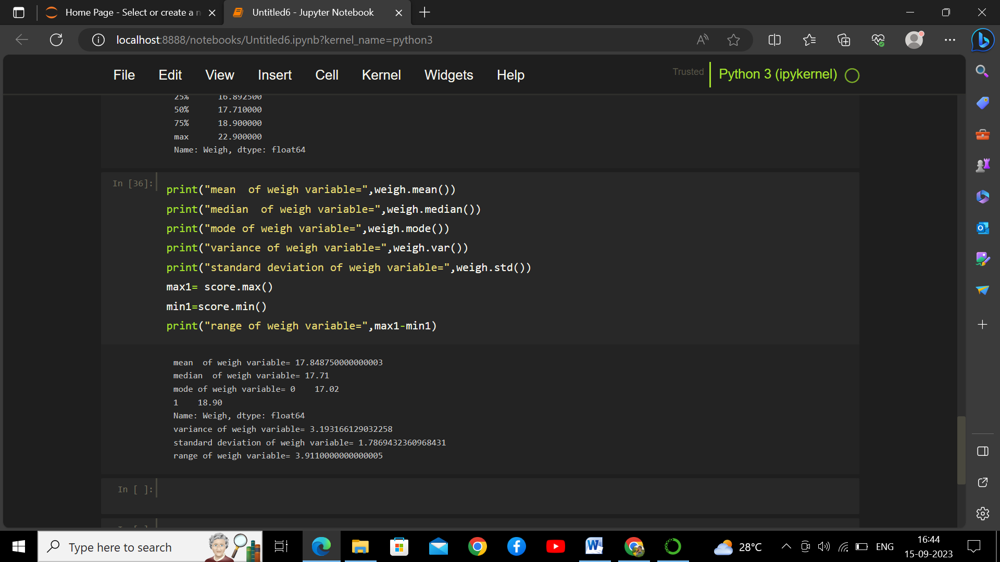 Home Page - Select or create a n
Untitled6 - Jupyter Notebook
localhost:8888/notebooks/Untitled6.ipynb?kernel_name=python3
File Edit View Insert Cell Kernel Widgets Help
Trusted
Python 3 (ipykernel)
25% 16.892500
50% 17.710000
75% 18.900000
max 22.900000
Name: Weigh, dtype: float64
In [36]:
print("mean  of weigh variable=",weigh.mean())
print("median  of weigh variable=",weigh.median())
print("mode of weigh variable=",weigh.mode())
print("variance of weigh variable=",weigh.var())
print("standard deviation of weigh variable=",weigh.std())
max1= score.max()
min1=score.min()
print("range of weigh variable=",max1-min1)
mean  of weigh variable= 17.848750000000003
median  of weigh variable= 17.71
mode of weigh variable= 0    17.02
1    18.90
Name: Weigh, dtype: float64
variance of weigh variable= 3.193166129032258
standard deviation of weigh variable= 1.7869432360968431
range of weigh variable= 3.9110000000000005
In [ ]:
Type here to search
28°C
ENG
16:44
15-09-2023